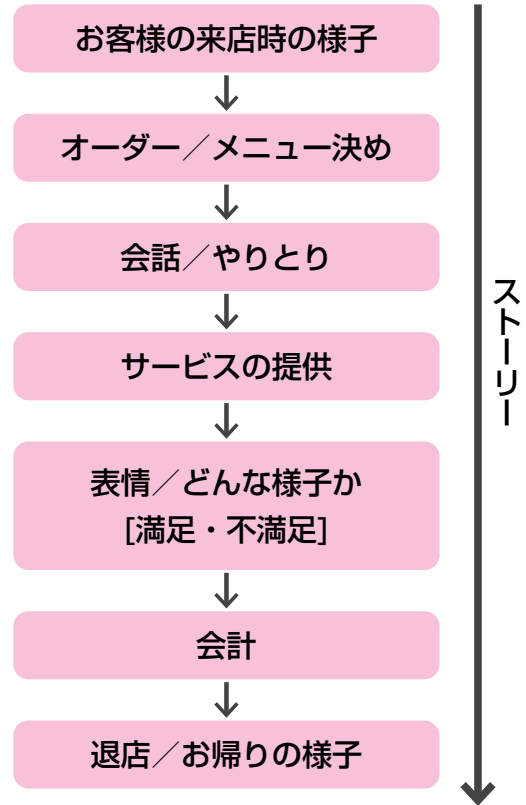 お客様の来店時の様子
オーダー／メニュー決め
会話／やりとり
サービスの提供
表情／どんな様子か
[満足・不満足]
会計
退店／お帰りの様子
ストーリー